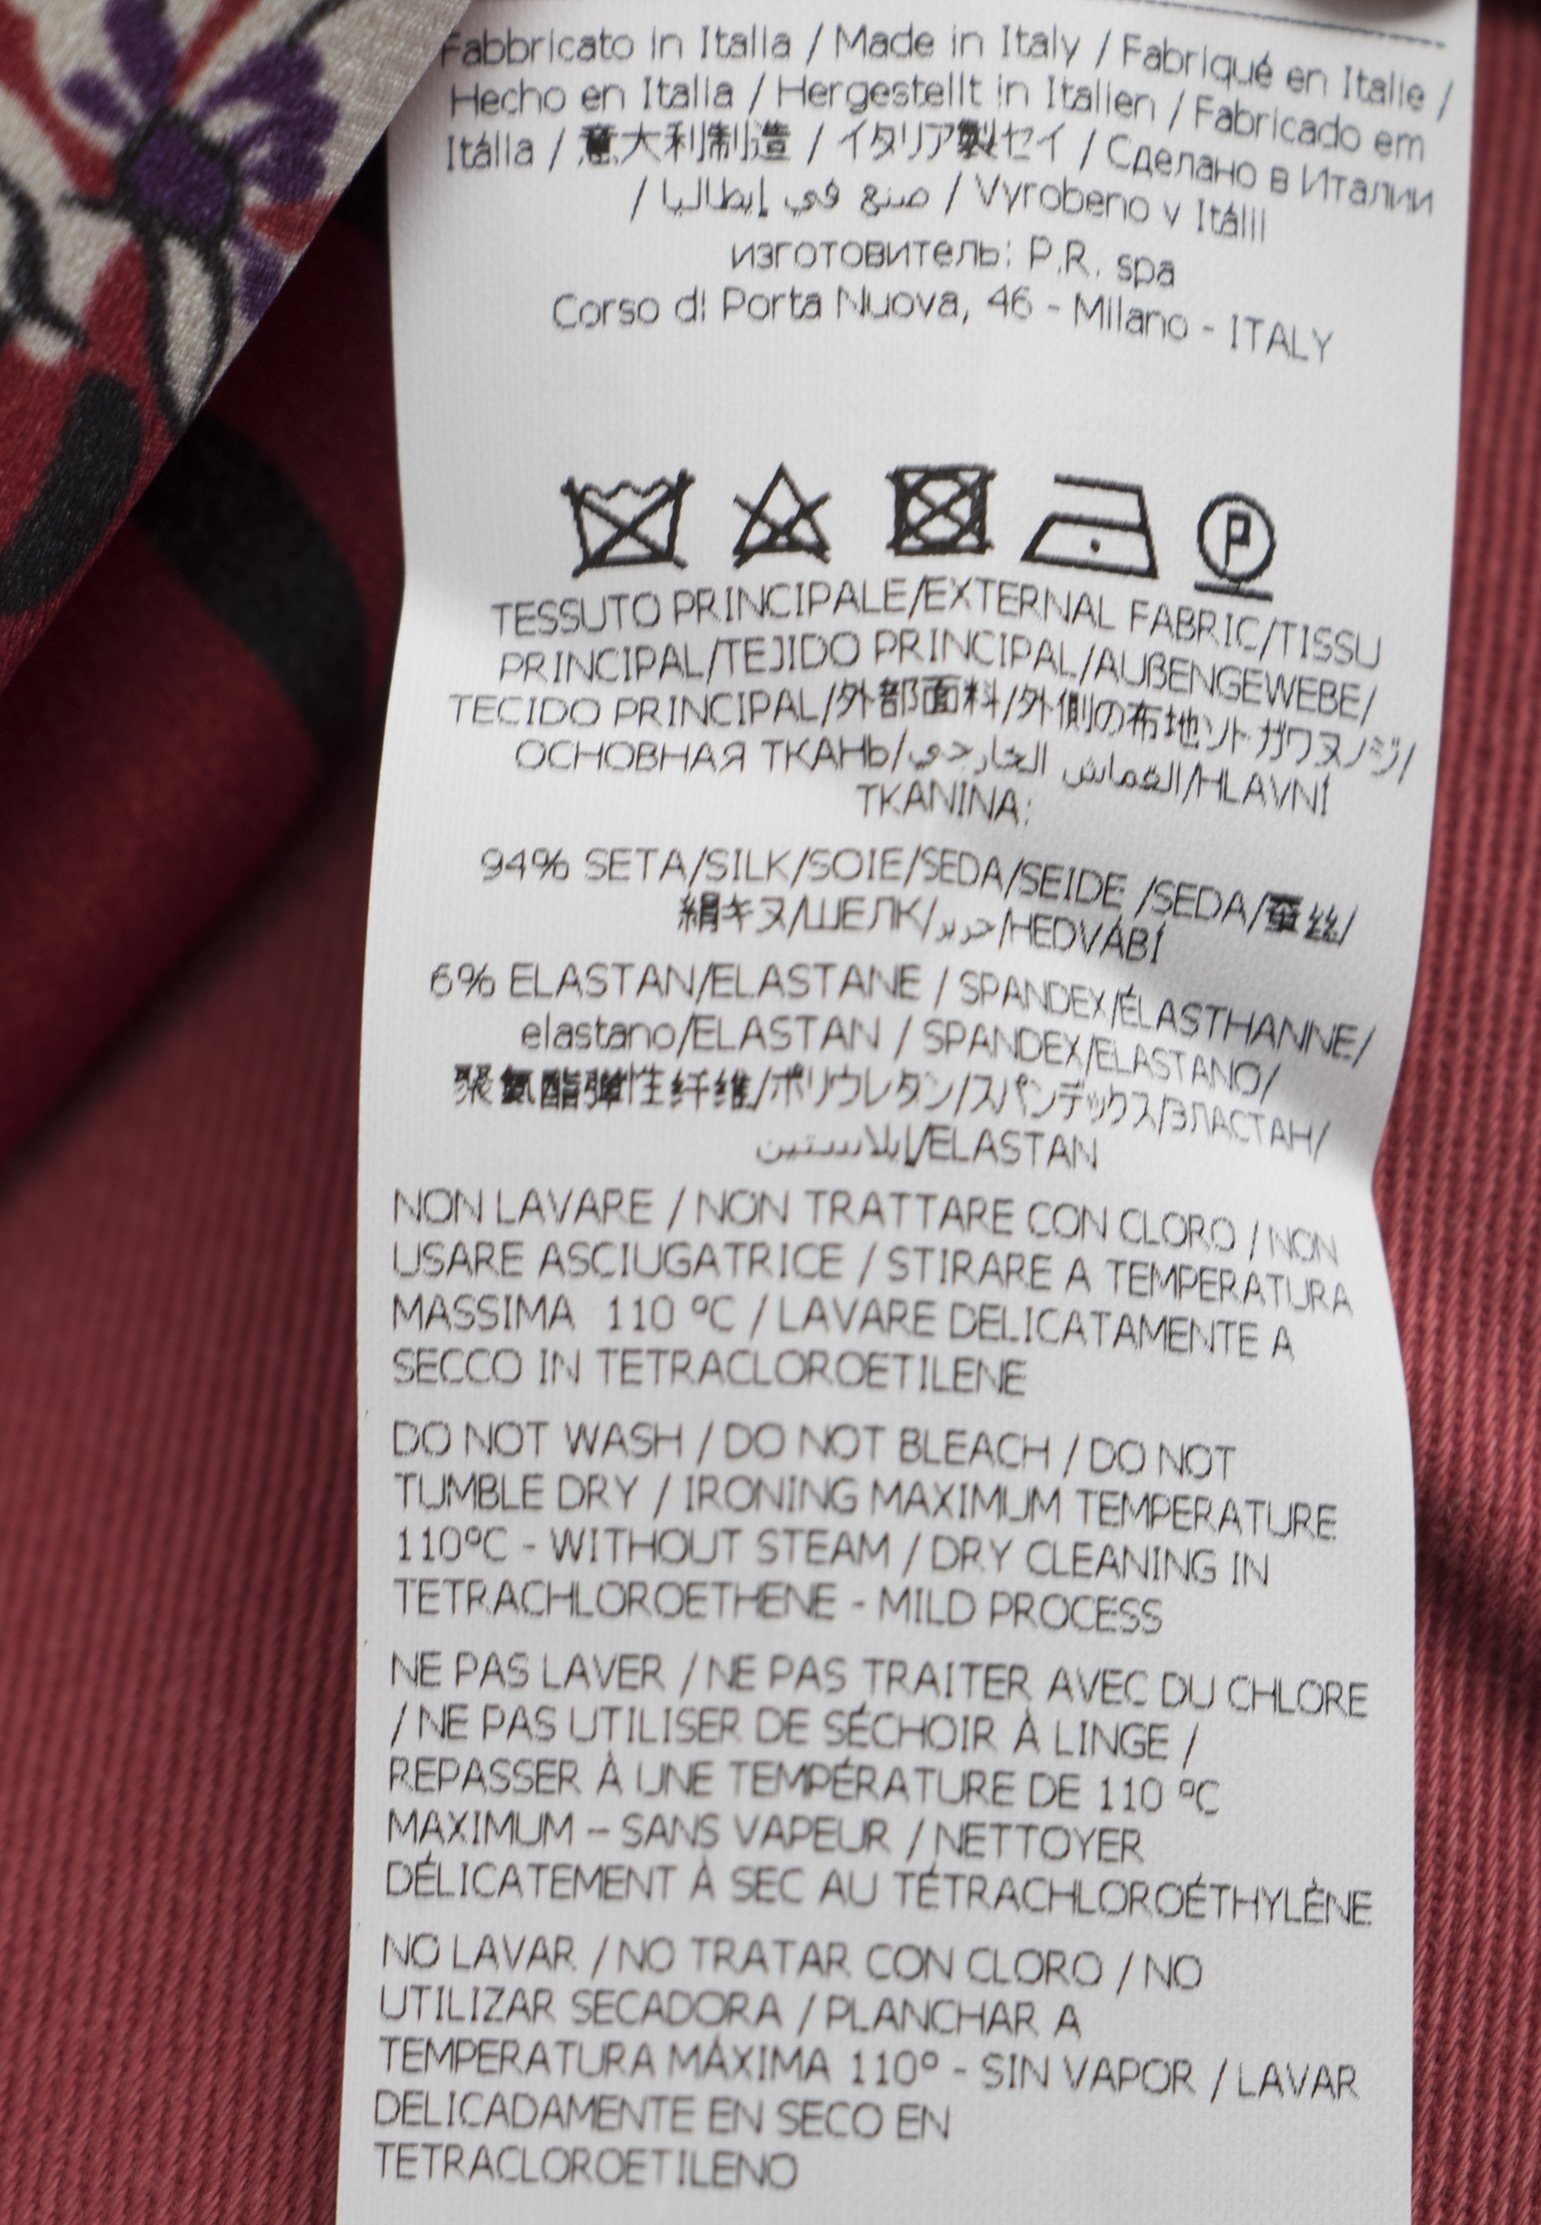 Fabbricato in Italia / Made in Italy / Fabriqué en Italie /
Hecho en Italia / Hergestellt in Italien / Fabricado em
Itália / 意大利制造 / イタリア製セイ / Сделано в Италии
/ صنع في إيطاليا / Vyrobeno v Itálii
изготовитель: P.R. spa
Corso di Porta Nuova, 46 - Milano - ITALY
P
TESSUTO PRINCIPALE/EXTERNAL FABRIC/TISSU
PRINCIPAL/TEJIDO PRINCIPAL/AUßENGEWEBE/
TECIDO PRINCIPAL/外部面料/外側の布地ソトガワヌノジ/
ОСНОВНАЯ ТКАНЬ/القماش الخارجي/HLAVNÍ
TKANINA:
94% SETA/SILK/SOIE/SEDA/SEIDE /SEDA/蚕丝/
絹キヌ/ШЕЛК/حرير/HEDVÁBÍ
6% ELASTAN/ELASTANE / SPANDEX/ÉLASTHANNE/
elastano/ELASTAN / SPANDEX/ELASTANO/
聚氨酯弹性纤维/ポリウレタン/スパンデックス/ЭЛАСТАН/
إيلاستين/ELASTAN
NON LAVARE / NON TRATTARE CON CLORO / NON
USARE ASCIUGATRICE / STIRARE A TEMPERATURA
MASSIMA 110 ºC / LAVARE DELICATAMENTE A
SECCO IN TETRACLOROETILENE
DO NOT WASH / DO NOT BLEACH / DO NOT
TUMBLE DRY / IRONING MAXIMUM TEMPERATURE
110ºC - WITHOUT STEAM / DRY CLEANING IN
TETRACHLOROETHENE - MILD PROCESS
NE PAS LAVER / NE PAS TRAITER AVEC DU CHLORE
/ NE PAS UTILISER DE SÉCHOIR À LINGE /
REPASSER À UNE TEMPÉRATURE DE 110 ºC
MAXIMUM – SANS VAPEUR / NETTOYER
DÉLICATEMENT À SEC AU TÉTRACHLOROÉTHYLÈNE
NO LAVAR / NO TRATAR CON CLORO / NO
UTILIZAR SECADORA / PLANCHAR A
TEMPERATURA MÁXIMA 110º - SIN VAPOR / LAVAR
DELICADAMENTE EN SECO EN
TETRACLOROETILENO